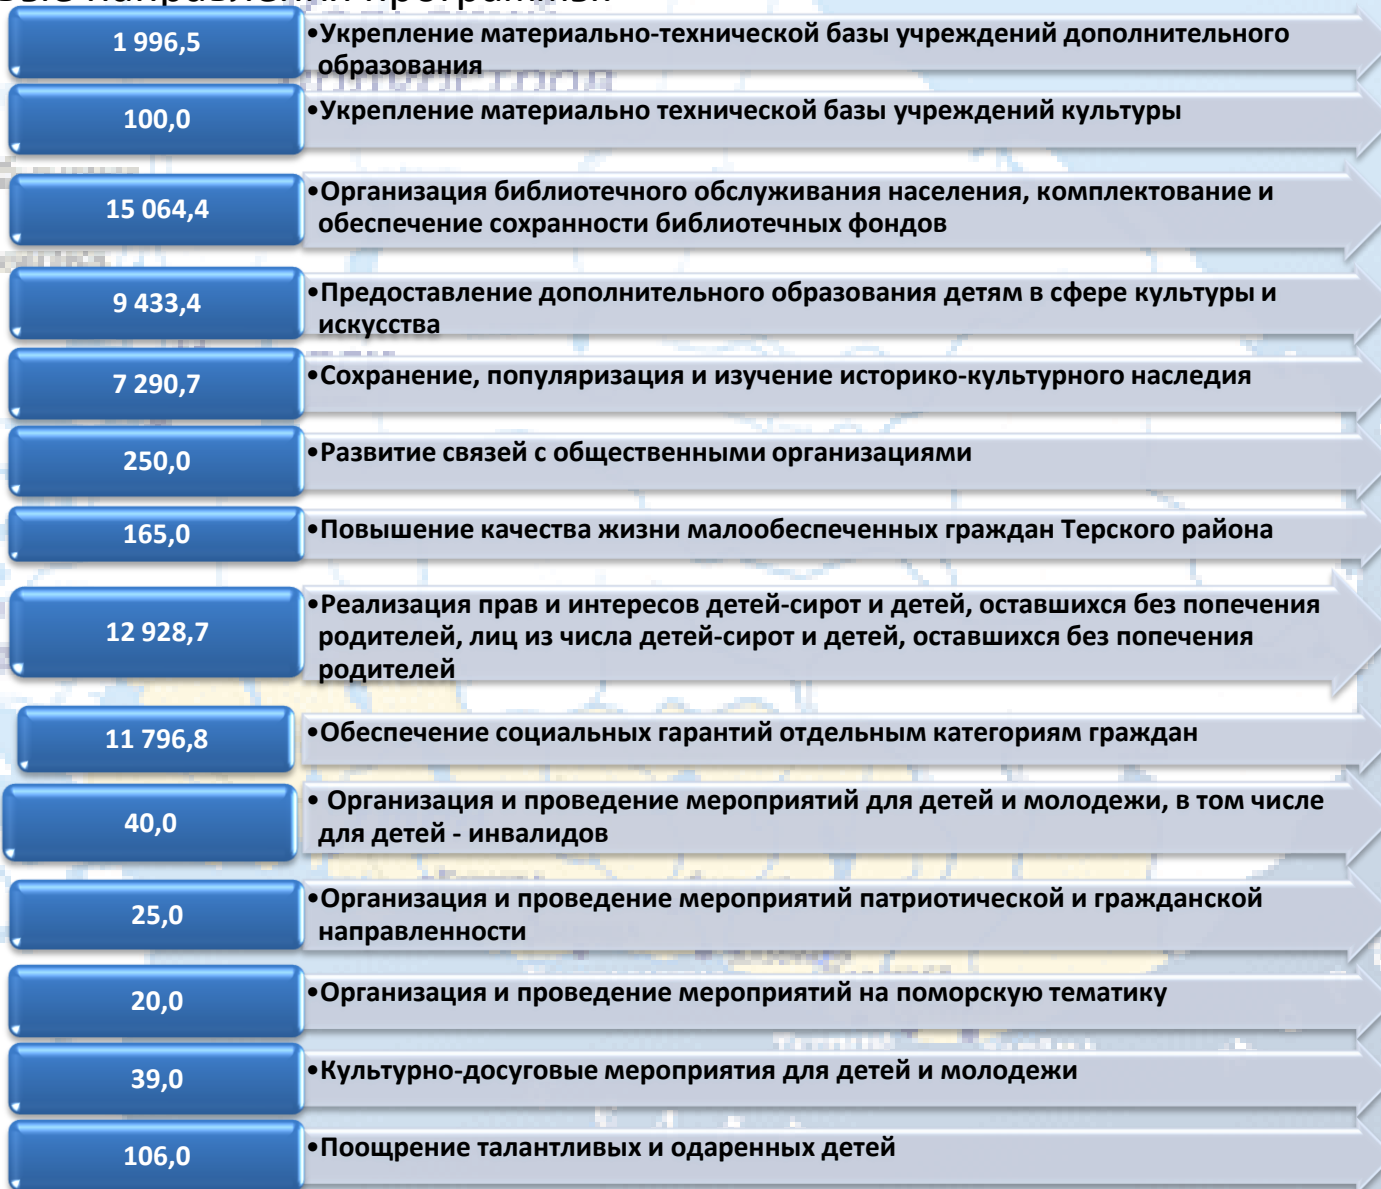 направления программы:
1 996,5
•Укрепление материально-технической базы учреждений дополнительного
образования
100,0
•Укрепление материально технической базы учреждений культуры
15 064,4
•Организация библиотечного обслуживания населения, комплектование и
обеспечение сохранности библиотечных фондов
9 433,4
•Предоставление дополнительного образования детям в сфере культуры и
искусства
7 290,7
•Сохранение, популяризация и изучение историко-культурного наследия
250,0
•Развитие связей с общественными организациями
165,0
•Повышение качества жизни малообеспеченных граждан Терского района
12 928,7
•Реализация прав и интересов детей-сирот и детей, оставшихся без попечения
родителей, лиц из числа детей-сирот и детей, оставшихся без попечения
родителей
11 796,8
•Обеспечение социальных гарантий отдельным категориям граждан
40,0
• Организация и проведение мероприятий для детей и молодежи, в том числе
для детей - инвалидов
25,0
•Организация и проведение мероприятий патриотической и гражданской
направленности
20,0
•Организация и проведение мероприятий на поморскую тематику
39,0
•Культурно-досуговые мероприятия для детей и молодежи
106,0
•Поощрение талантливых и одаренных детей